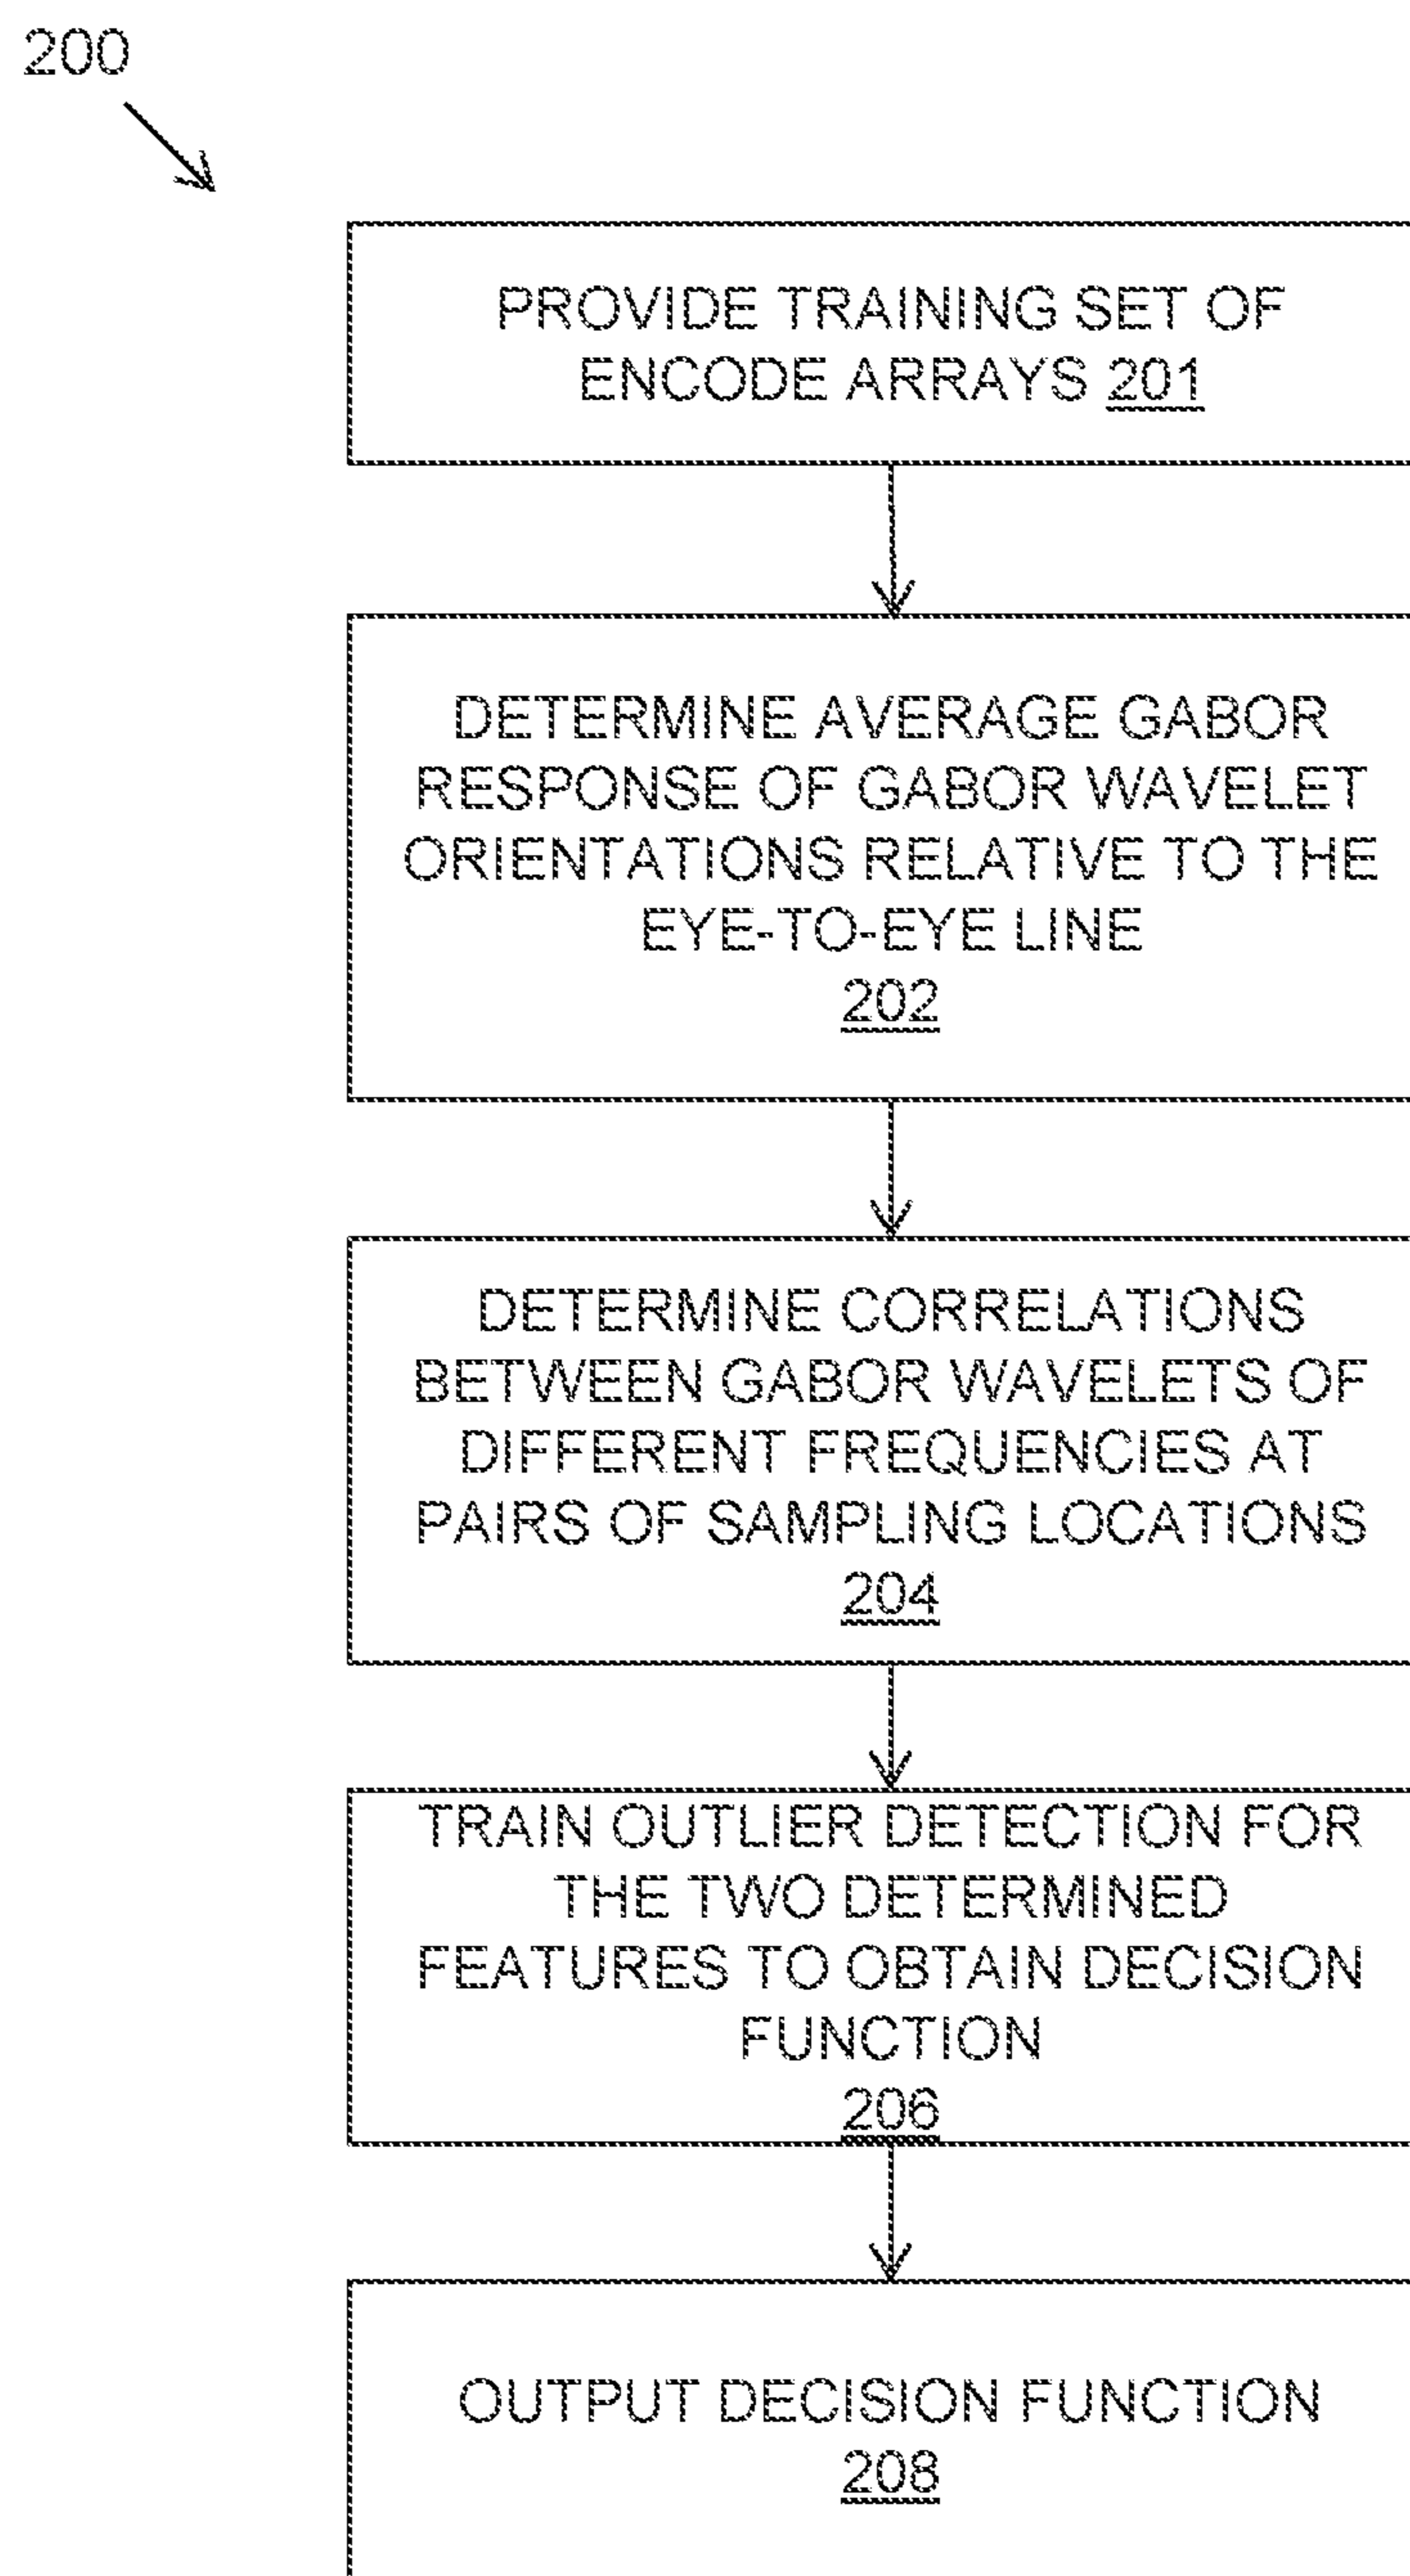 200
PROVIDE TRAINING SET OF
ENCODE ARRAYS 201
DETERMINE AVERAGE GABOR
RESPONSE OF GABOR WAVELET
ORIENTATIONS RELATIVE TO THE
EYE-TO-EYE LINE
202
DETERMINE CORRELATIONS
BETWEEN GABOR WAVELETS OF
DIFFERENT FREQUENCIES AT
PAIRS OF SAMPLING LOCATIONS
204
TRAIN OUTLIER DETECTION FOR
THE TWO DETERMINED
FEATURES TO OBTAIN DECISION
FUNCTION
206
OUTPUT DECISION FUNCTION
208